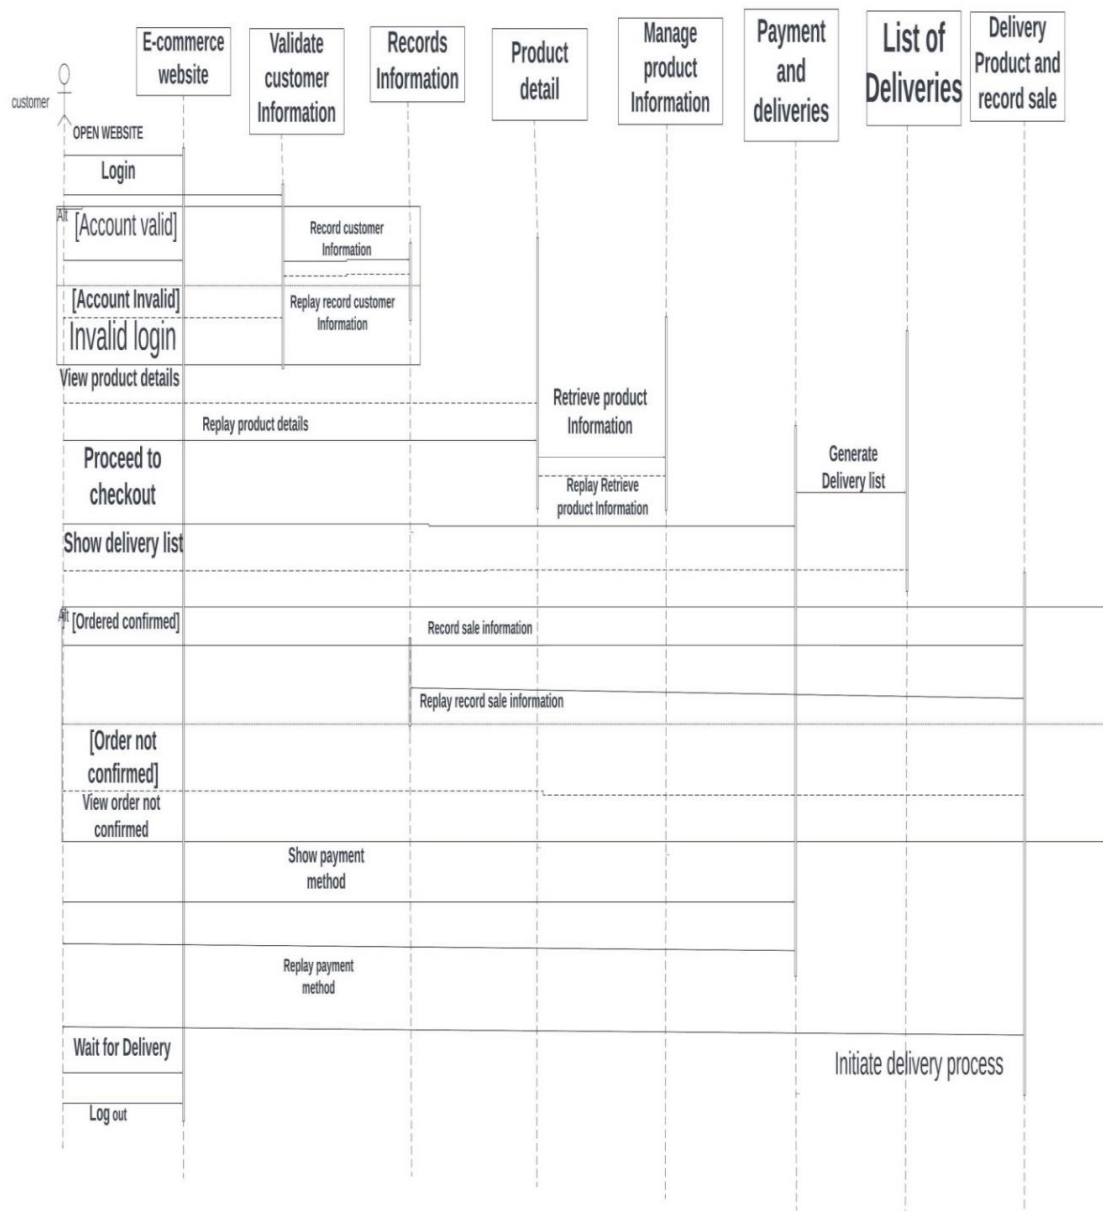 customer
E-commerce
website
Validate
customer
Information
Records
Information
Product
detail
Manage
product
Information
Payment
and
deliveries
List of
Deliveries
Delivery
Product and
record sale
OPEN WEBSITE
Login
Alt
[Account valid]
Record customer
Information
[Account Invalid]
Replay record customer
Information
Invalid login
View product details
Replay product details
Retrieve product
Information
Proceed to
checkout
Replay Retrieve
product Information
Generate
Delivery list
Show delivery list
Alt
[Ordered confirmed]
Record sale information
Replay record sale information
[Order not
confirmed]
View order not
confirmed
Show payment
method
Replay payment
method
Wait for Delivery
Initiate delivery process
Log out